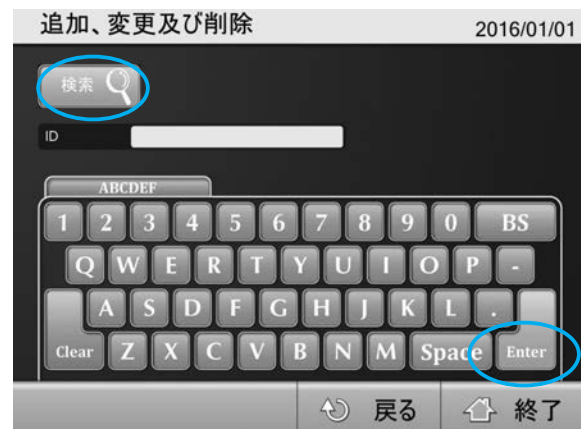 追加、変更及び削除 2016/01/01
検索
ID
ABCDEF
1 2 3 4 5 6 7 8 9 0 BS
Q W E R T Y U I O P -
A S D F G H J K L .
Clear Z X C V B N M Space Enter
戻る 終了